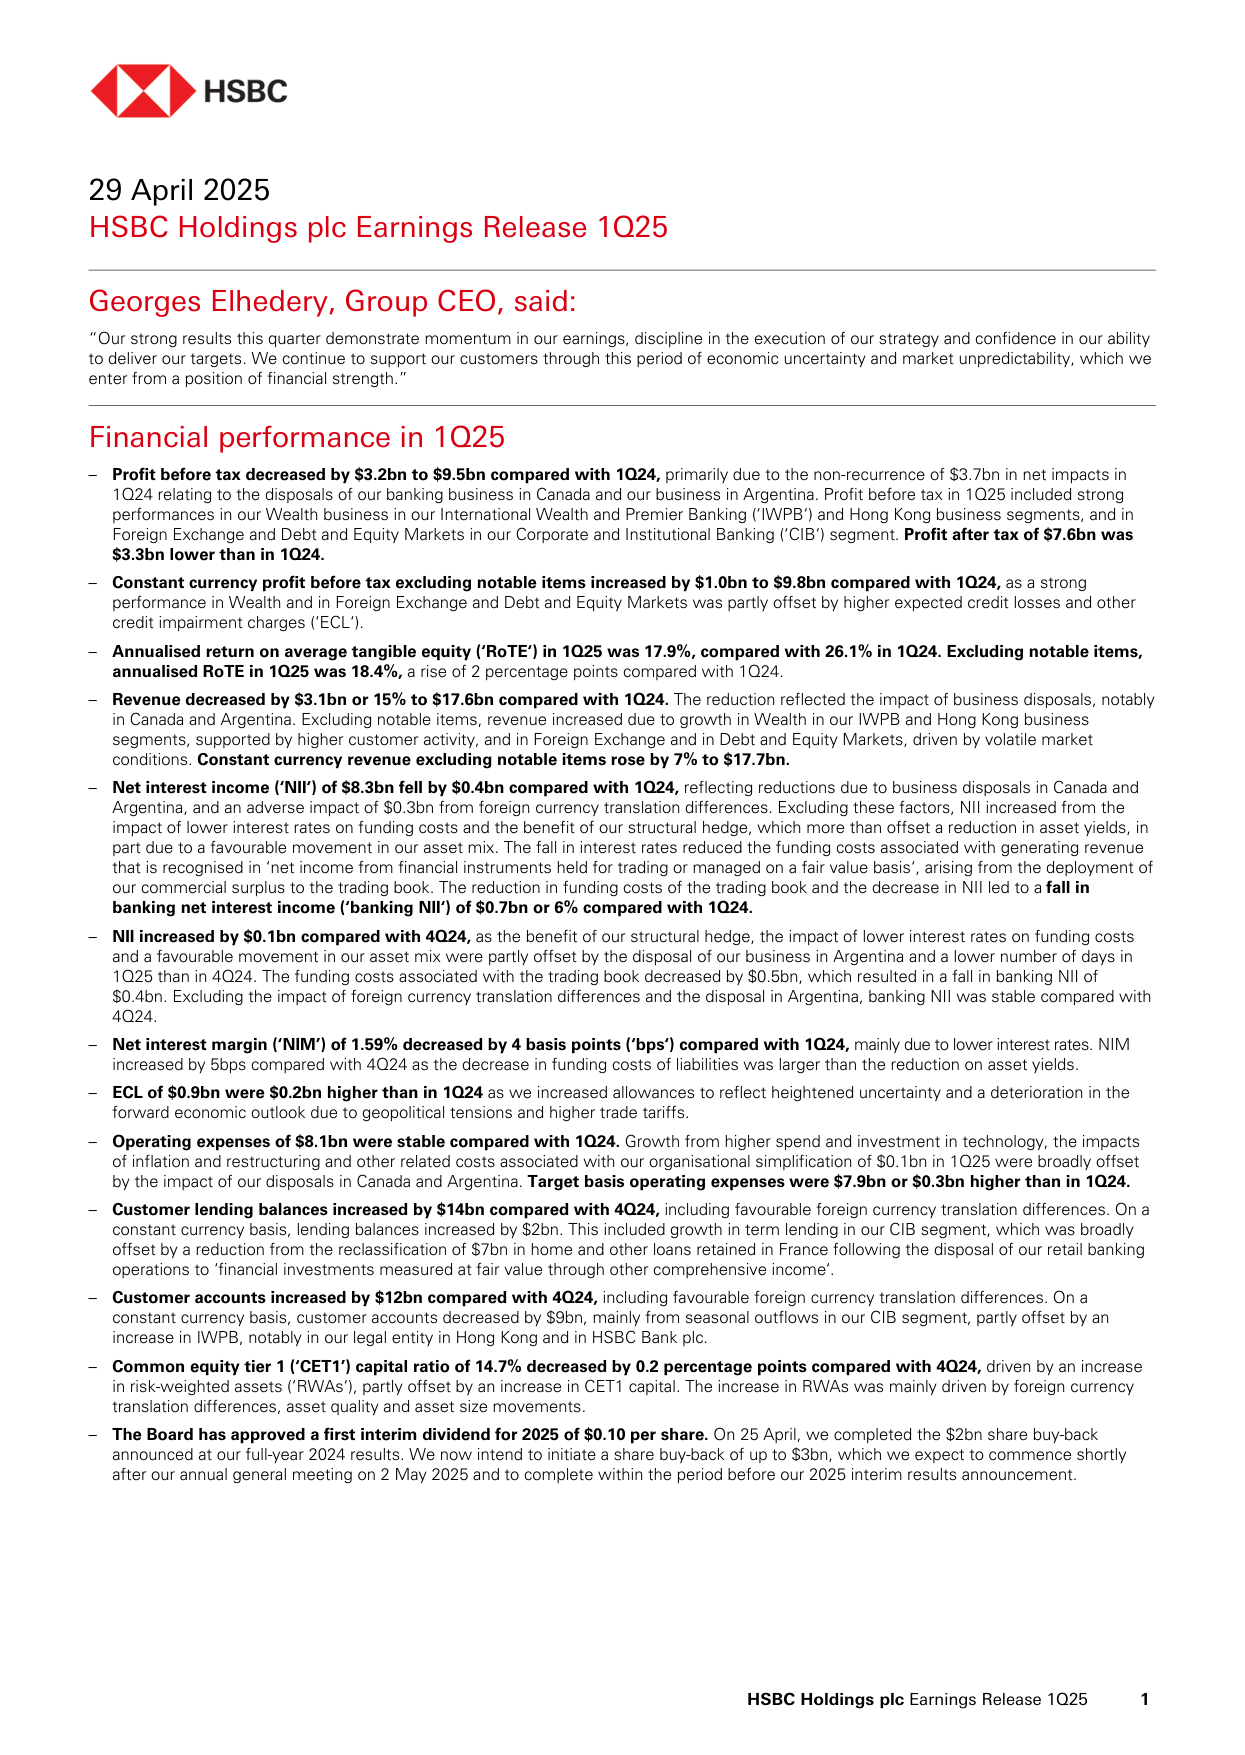 HSBC
29 April 2025
HSBC Holdings plc Earnings Release 1Q25
Georges Elhedery, Group CEO, said:
“Our strong results this quarter demonstrate momentum in our earnings, discipline in the execution of our strategy and confidence in our ability
to deliver our targets. We continue to support our customers through this period of economic uncertainty and market unpredictability, which we
enter from a position of financial strength.”
Financial performance in 1Q25
– Profit before tax decreased by $3.2bn to $9.5bn compared with 1Q24, primarily due to the non-recurrence of $3.7bn in net impacts in
1Q24 relating to the disposals of our banking business in Canada and our business in Argentina. Profit before tax in 1Q25 included strong
performances in our Wealth business in our International Wealth and Premier Banking (‘IWPB’) and Hong Kong business segments, and in
Foreign Exchange and Debt and Equity Markets in our Corporate and Institutional Banking (‘CIB’) segment. Profit after tax of $7.6bn was
$3.3bn lower than in 1Q24.
– Constant currency profit before tax excluding notable items increased by $1.0bn to $9.8bn compared with 1Q24, as a strong
performance in Wealth and in Foreign Exchange and Debt and Equity Markets was partly offset by higher expected credit losses and other
credit impairment charges (‘ECL’).
– Annualised return on average tangible equity (‘RoTE’) in 1Q25 was 17.9%, compared with 26.1% in 1Q24. Excluding notable items,
annualised RoTE in 1Q25 was 18.4%, a rise of 2 percentage points compared with 1Q24.
– Revenue decreased by $3.1bn or 15% to $17.6bn compared with 1Q24. The reduction reflected the impact of business disposals, notably
in Canada and Argentina. Excluding notable items, revenue increased due to growth in Wealth in our IWPB and Hong Kong business
segments, supported by higher customer activity, and in Foreign Exchange and in Debt and Equity Markets, driven by volatile market
conditions. Constant currency revenue excluding notable items rose by 7% to $17.7bn.
– Net interest income (‘NII’) of $8.3bn fell by $0.4bn compared with 1Q24, reflecting reductions due to business disposals in Canada and
Argentina, and an adverse impact of $0.3bn from foreign currency translation differences. Excluding these factors, NII increased from the
impact of lower interest rates on funding costs and the benefit of our structural hedge, which more than offset a reduction in asset yields, in
part due to a favourable movement in our asset mix. The fall in interest rates reduced the funding costs associated with generating revenue
that is recognised in ‘net income from financial instruments held for trading or managed on a fair value basis’, arising from the deployment of
our commercial surplus to the trading book. The reduction in funding costs of the trading book and the decrease in NII led to a fall in
banking net interest income (‘banking NII’) of $0.7bn or 6% compared with 1Q24.
– NII increased by $0.1bn compared with 4Q24, as the benefit of our structural hedge, the impact of lower interest rates on funding costs
and a favourable movement in our asset mix were partly offset by the disposal of our business in Argentina and a lower number of days in
1Q25 than in 4Q24. The funding costs associated with the trading book decreased by $0.5bn, which resulted in a fall in banking NII of
$0.4bn. Excluding the impact of foreign currency translation differences and the disposal in Argentina, banking NII was stable compared with
4Q24.
– Net interest margin (‘NIM’) of 1.59% decreased by 4 basis points (‘bps’) compared with 1Q24, mainly due to lower interest rates. NIM
increased by 5bps compared with 4Q24 as the decrease in funding costs of liabilities was larger than the reduction on asset yields.
– ECL of $0.9bn were $0.2bn higher than in 1Q24 as we increased allowances to reflect heightened uncertainty and a deterioration in the
forward economic outlook due to geopolitical tensions and higher trade tariffs.
– Operating expenses of $8.1bn were stable compared with 1Q24. Growth from higher spend and investment in technology, the impacts
of inflation and restructuring and other related costs associated with our organisational simplification of $0.1bn in 1Q25 were broadly offset
by the impact of our disposals in Canada and Argentina. Target basis operating expenses were $7.9bn or $0.3bn higher than in 1Q24.
– Customer lending balances increased by $14bn compared with 4Q24, including favourable foreign currency translation differences. On a
constant currency basis, lending balances increased by $2bn. This included growth in term lending in our CIB segment, which was broadly
offset by a reduction from the reclassification of $7bn in home and other loans retained in France following the disposal of our retail banking
operations to ‘financial investments measured at fair value through other comprehensive income’.
– Customer accounts increased by $12bn compared with 4Q24, including favourable foreign currency translation differences. On a
constant currency basis, customer accounts decreased by $9bn, mainly from seasonal outflows in our CIB segment, partly offset by an
increase in IWPB, notably in our legal entity in Hong Kong and in HSBC Bank plc.
– Common equity tier 1 (‘CET1’) capital ratio of 14.7% decreased by 0.2 percentage points compared with 4Q24, driven by an increase
in risk-weighted assets (‘RWAs’), partly offset by an increase in CET1 capital. The increase in RWAs was mainly driven by foreign currency
translation differences, asset quality and asset size movements.
– The Board has approved a first interim dividend for 2025 of $0.10 per share. On 25 April, we completed the $2bn share buy-back
announced at our full-year 2024 results. We now intend to initiate a share buy-back of up to $3bn, which we expect to commence shortly
after our annual general meeting on 2 May 2025 and to complete within the period before our 2025 interim results announcement.
HSBC Holdings plc Earnings Release 1Q25 1